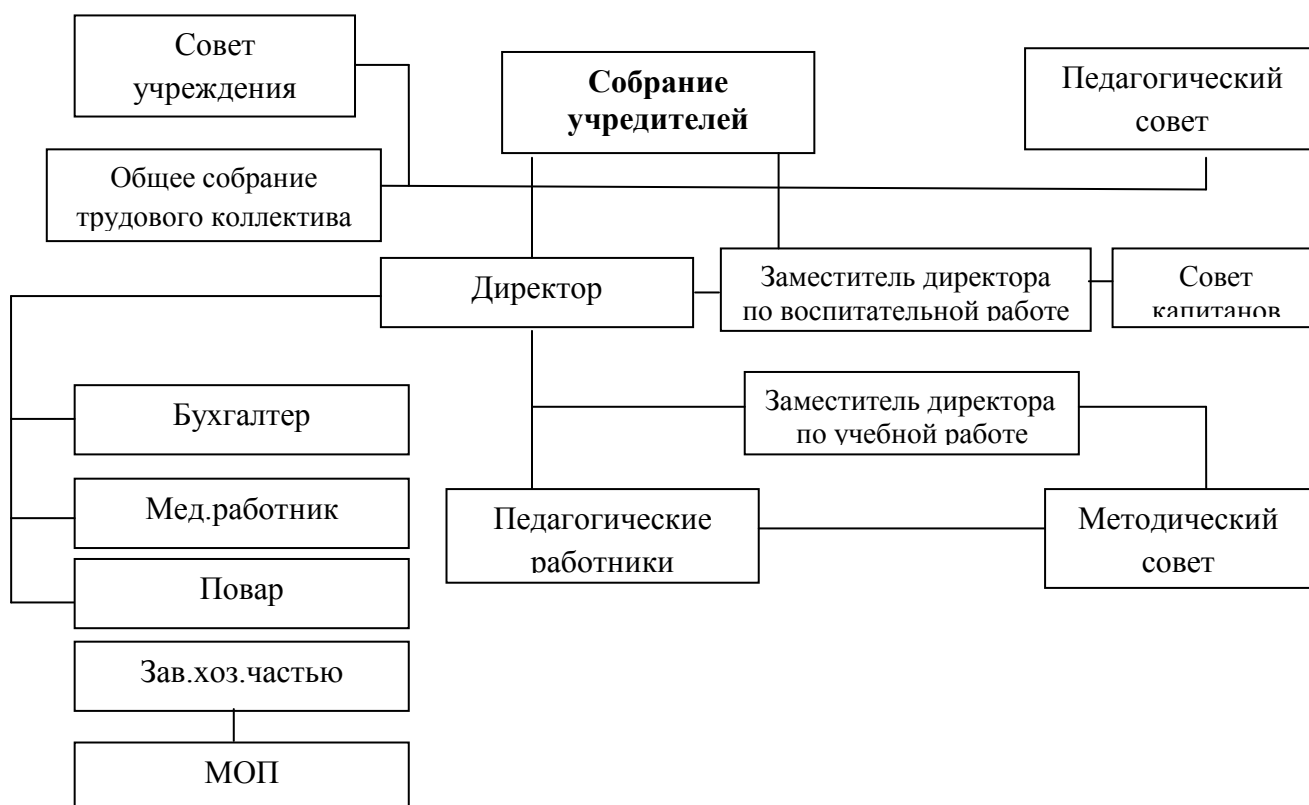 Совет
учреждения
Собрание
учредителей
Педагогический
совет
Общее собрание
трудового коллектива
Директор
Заместитель директора
по воспитательной работе
Совет
капитанов
Бухгалтер
Заместитель директора
по учебной работе
Мед.работник
Педагогические
работники
Методический
совет
Повар
Зав.хоз.частью
МОП